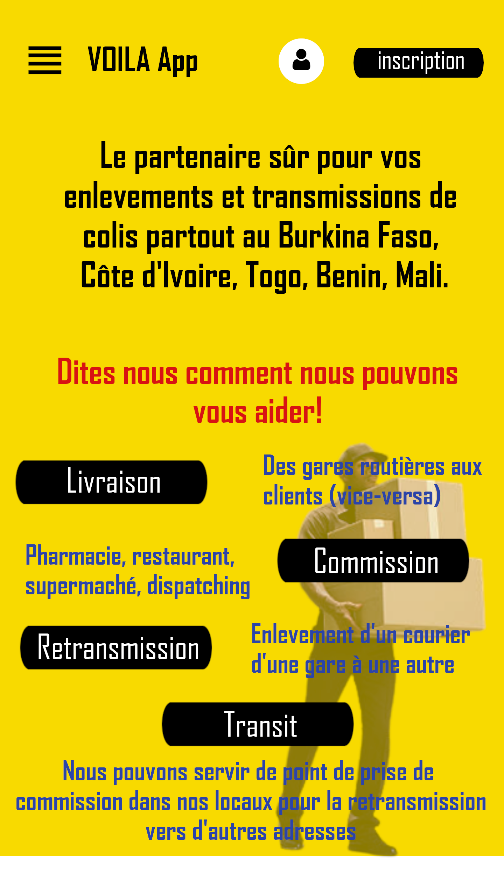 VOILA App
inscription
Le partenaire sûr pour vos
enlevements et transmissions de
colis partout au Burkina Faso,
Côte d'Ivoire, Togo, Benin, Mali.
Dites nous comment nous pouvons
vous aider!
Livraison
Des gares routières aux
clients (vice-versa)
Pharmacie, restaurant,
supermaché, dispatching
Commission
Retransmission
Enlevement d'un courier
d'une gare à une autre
Transit
Nous pouvons servir de point de prise de
commission dans nos locaux pour la retransmission
vers d'autres adresses